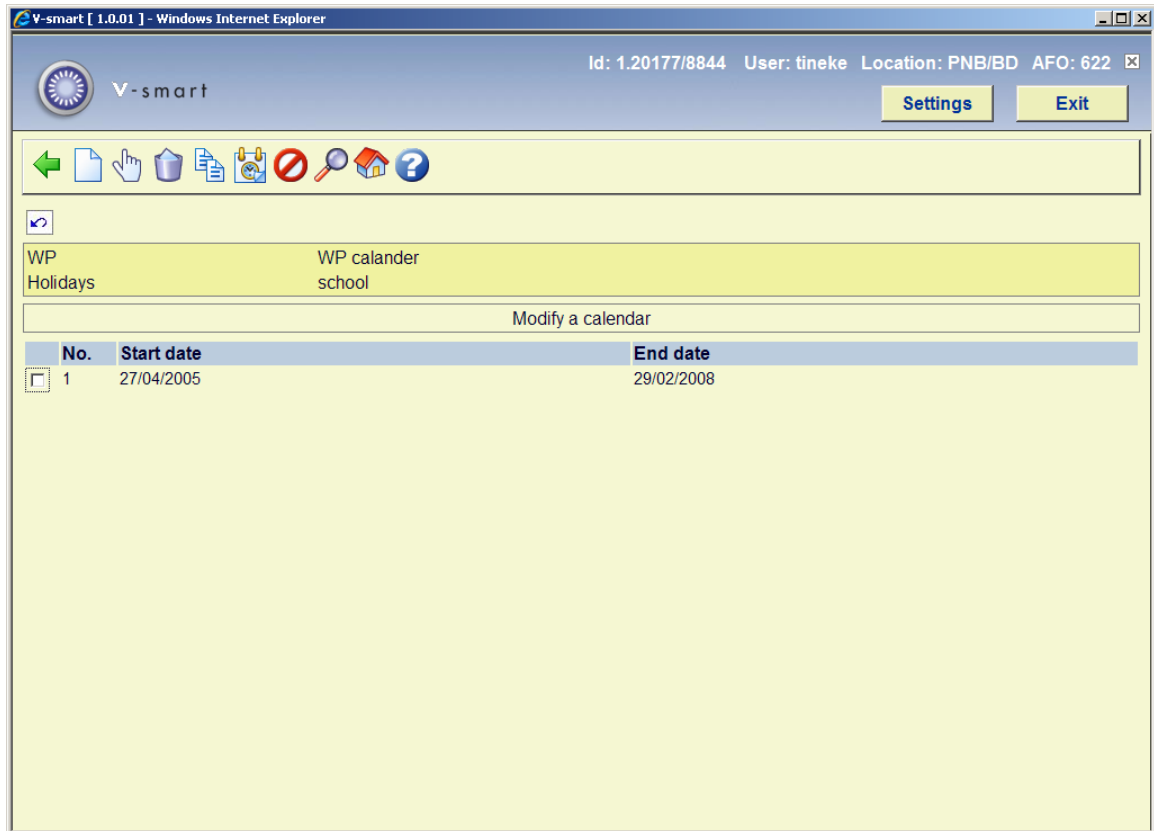 V-smart [ 1.0.01 ] - Windows Internet Explorer
Id: 1.20177/8844 User: tineke Location: PNB/BD AFO: 622
V-smart
Settings Exit
WP WP calander
Holidays school
Modify a calendar
No. Start date End date
1 27/04/2005 29/02/2008